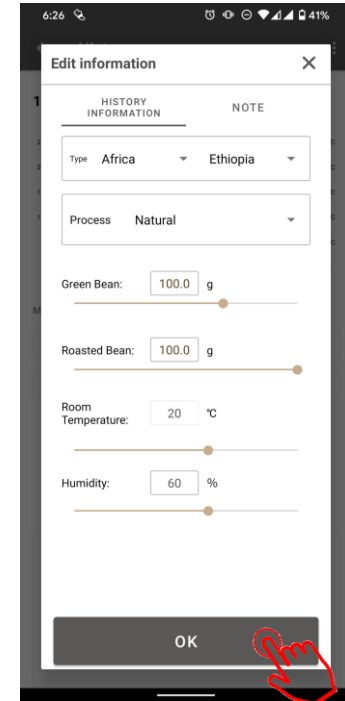 6:26 41%
Edit information
HISTORY
INFORMATION
NOTE
Type Africa Ethiopia
Process Natural
Green Bean: 100.0 g
Roasted Bean: 100.0 g
Room
Temperature: 20 °C
Humidity: 60 %
OK